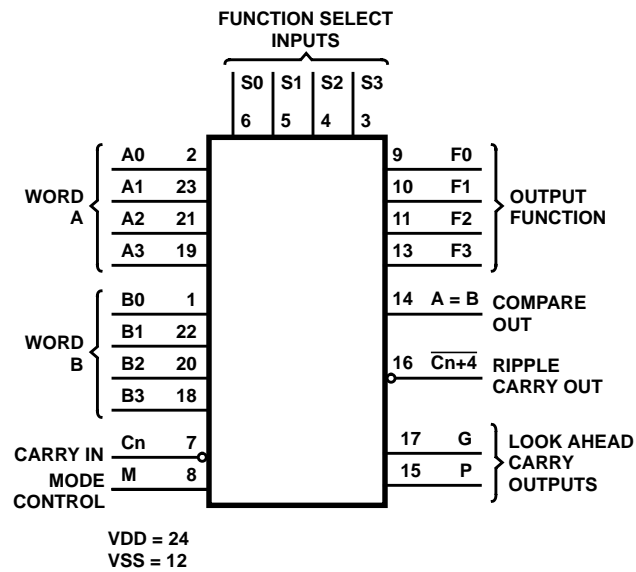 FUNCTION SELECT
INPUTS
S0 S1 S2 S3
6 5 4 3
WORD
A
A0 2
A1 23
A2 21
A3 19
WORD
B
B0 1
B1 22
B2 20
B3 18
CARRY IN
Cn 7
MODE
CONTROL
M 8
9 F0
10 F1
11 F2
13 F3
OUTPUT
FUNCTION
14 A = B
COMPARE
OUT
16 Cn+4
RIPPLE
CARRY OUT
17 G
15 P
LOOK AHEAD
CARRY
OUTPUTS
VDD = 24
VSS = 12